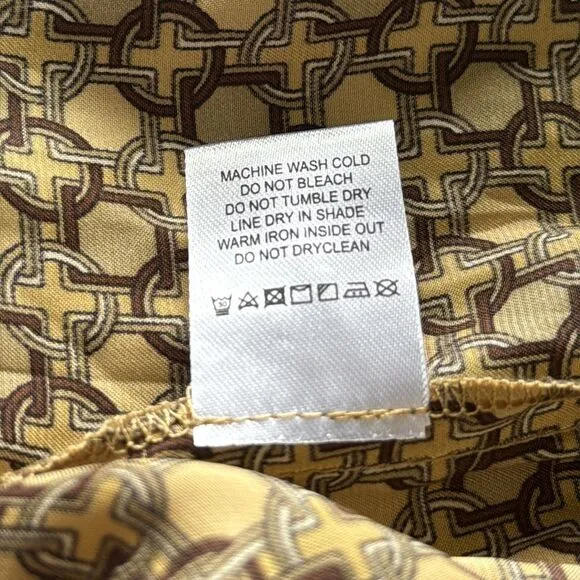 MACHINE WASH COLD
DO NOT BLEACH
DO NOT TUMBLE DRY
LINE DRY IN SHADE
WARM IRON INSIDE OUT
DO NOT DRYCLEAN
30